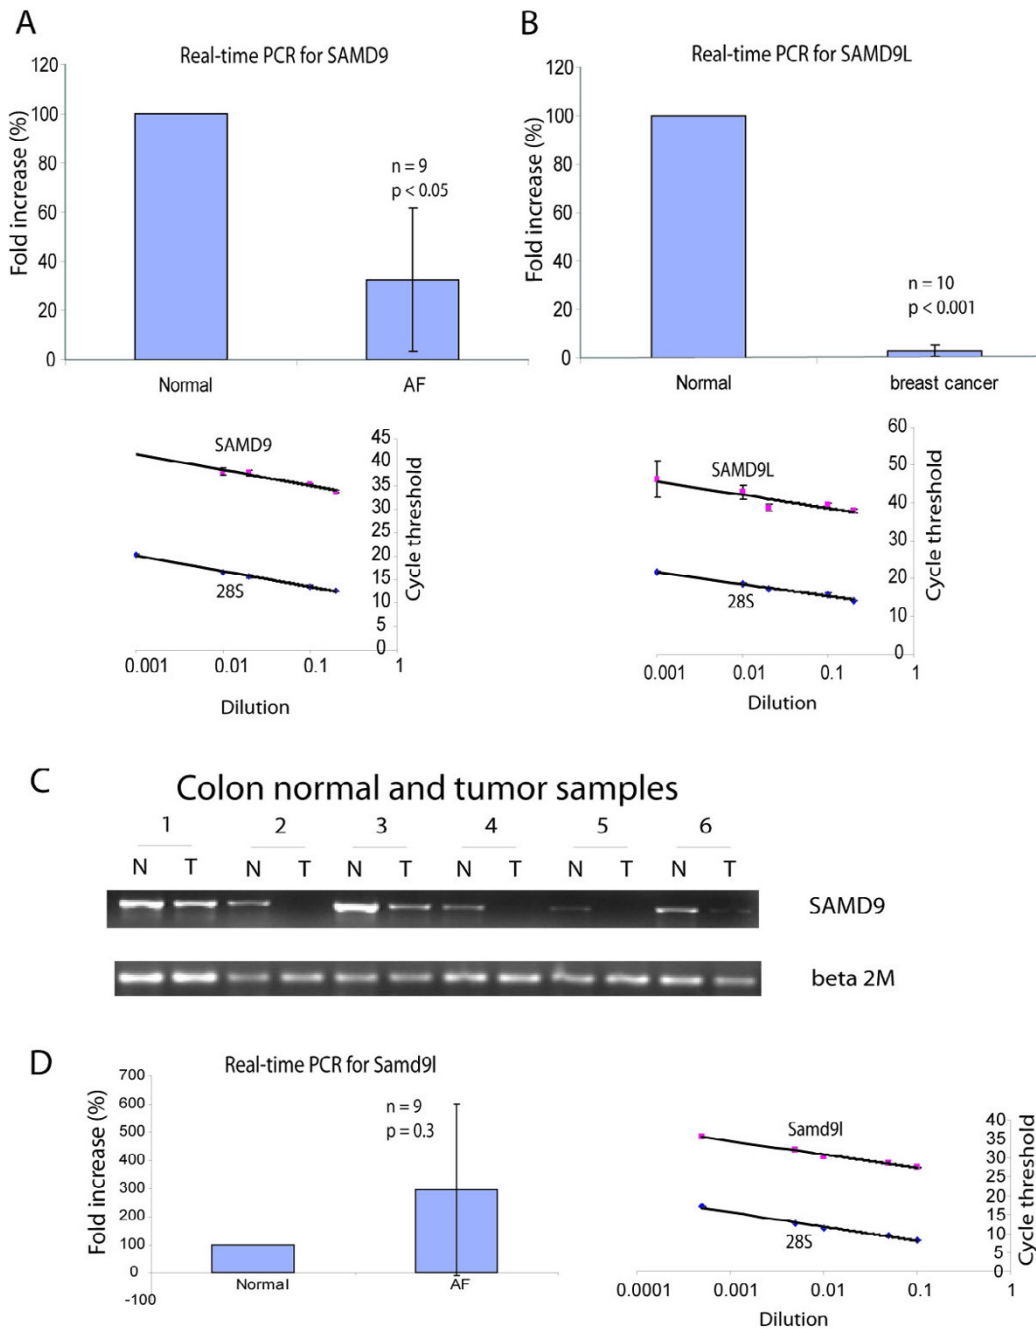 A
Real-time PCR for SAMD9
Fold increase (%)
120
100
80
60
40
20
0
n = 9
p < 0.05
Normal
AF
SAMD9
28S
45
40
35
30
25
20
15
10
5
0
Cycle threshold
0.001
0.01
0.1
1
Dilution
B
Real-time PCR for SAMD9L
Fold increase (%)
120
100
80
60
40
20
0
n = 10
p < 0.001
Normal
breast cancer
SAMD9L
28S
60
50
40
30
20
10
0
Cycle threshold
0.001
0.01
0.1
1
Dilution
C
Colon normal and tumor samples
1 2 3 4 5 6
N T N T N T N T N T N T
SAMD9
beta 2M
D
Real-time PCR for Samd9l
Fold increase (%)
700
600
500
400
300
200
100
0
-100
n = 9
p = 0.3
Normal
AF
Samd9l
28S
40
35
30
25
20
15
10
5
0
Cycle threshold
0.0001
0.001
0.01
0.1
1
Dilution